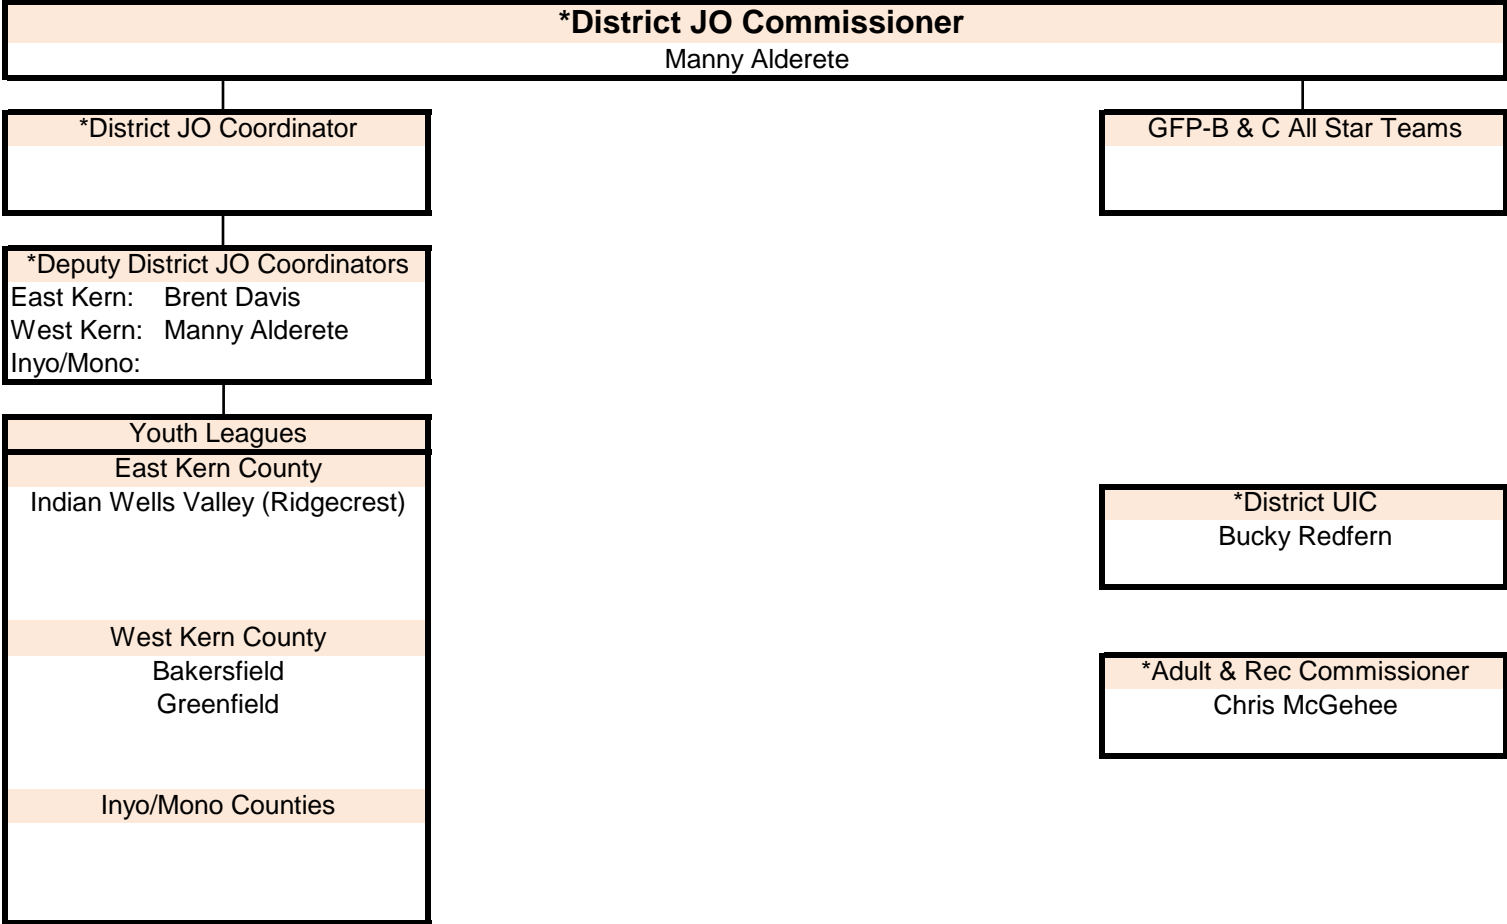 *District JO Commissioner
Manny Alderete
*District JO Coordinator
GFP-B & C All Star Teams
*Deputy District JO Coordinators
East Kern: Brent Davis
West Kern: Manny Alderete
Inyo/Mono:
Youth Leagues
East Kern County
Indian Wells Valley (Ridgecrest)
West Kern County
Bakersfield
Greenfield
Inyo/Mono Counties
*District UIC
Bucky Redfern
*Adult & Rec Commissioner
Chris McGehee